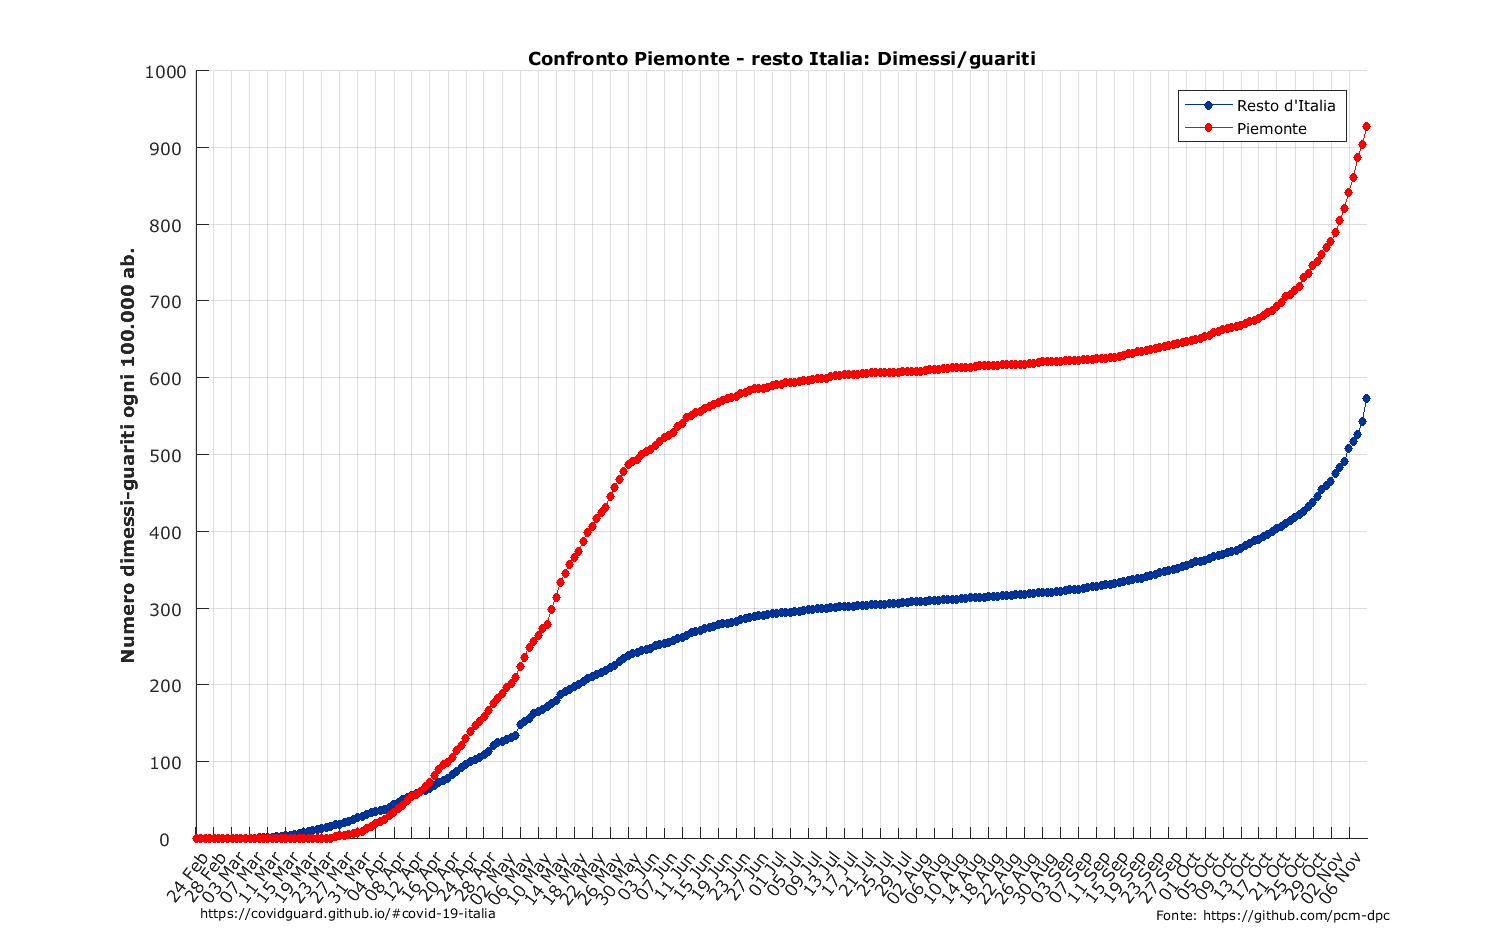 Confronto Piemonte - resto Italia: Dimessi/guariti
Resto d'Italia
Piemonte
Numero dimessi-guariti ogni 100.000 ab.
1000
900
800
700
600
500
400
300
200
100
0
24 Feb
28 Feb
03 Mar
07 Mar
11 Mar
15 Mar
19 Mar
23 Mar
27 Mar
31 Mar
04 Apr
08 Apr
12 Apr
16 Apr
20 Apr
24 Apr
28 Apr
02 May
06 May
10 May
14 May
18 May
22 May
26 May
30 May
03 Jun
07 Jun
11 Jun
15 Jun
19 Jun
23 Jun
27 Jun
01 Jul
05 Jul
09 Jul
13 Jul
17 Jul
21 Jul
25 Jul
29 Jul
02 Aug
06 Aug
10 Aug
14 Aug
18 Aug
22 Aug
26 Aug
30 Aug
03 Sep
07 Sep
11 Sep
15 Sep
19 Sep
23 Sep
27 Sep
01 Oct
05 Oct
09 Oct
13 Oct
17 Oct
21 Oct
25 Oct
29 Oct
02 Nov
06 Nov
https://covidguard.github.io/#covid-19-italia
Fonte: https://github.com/pcm-dpc